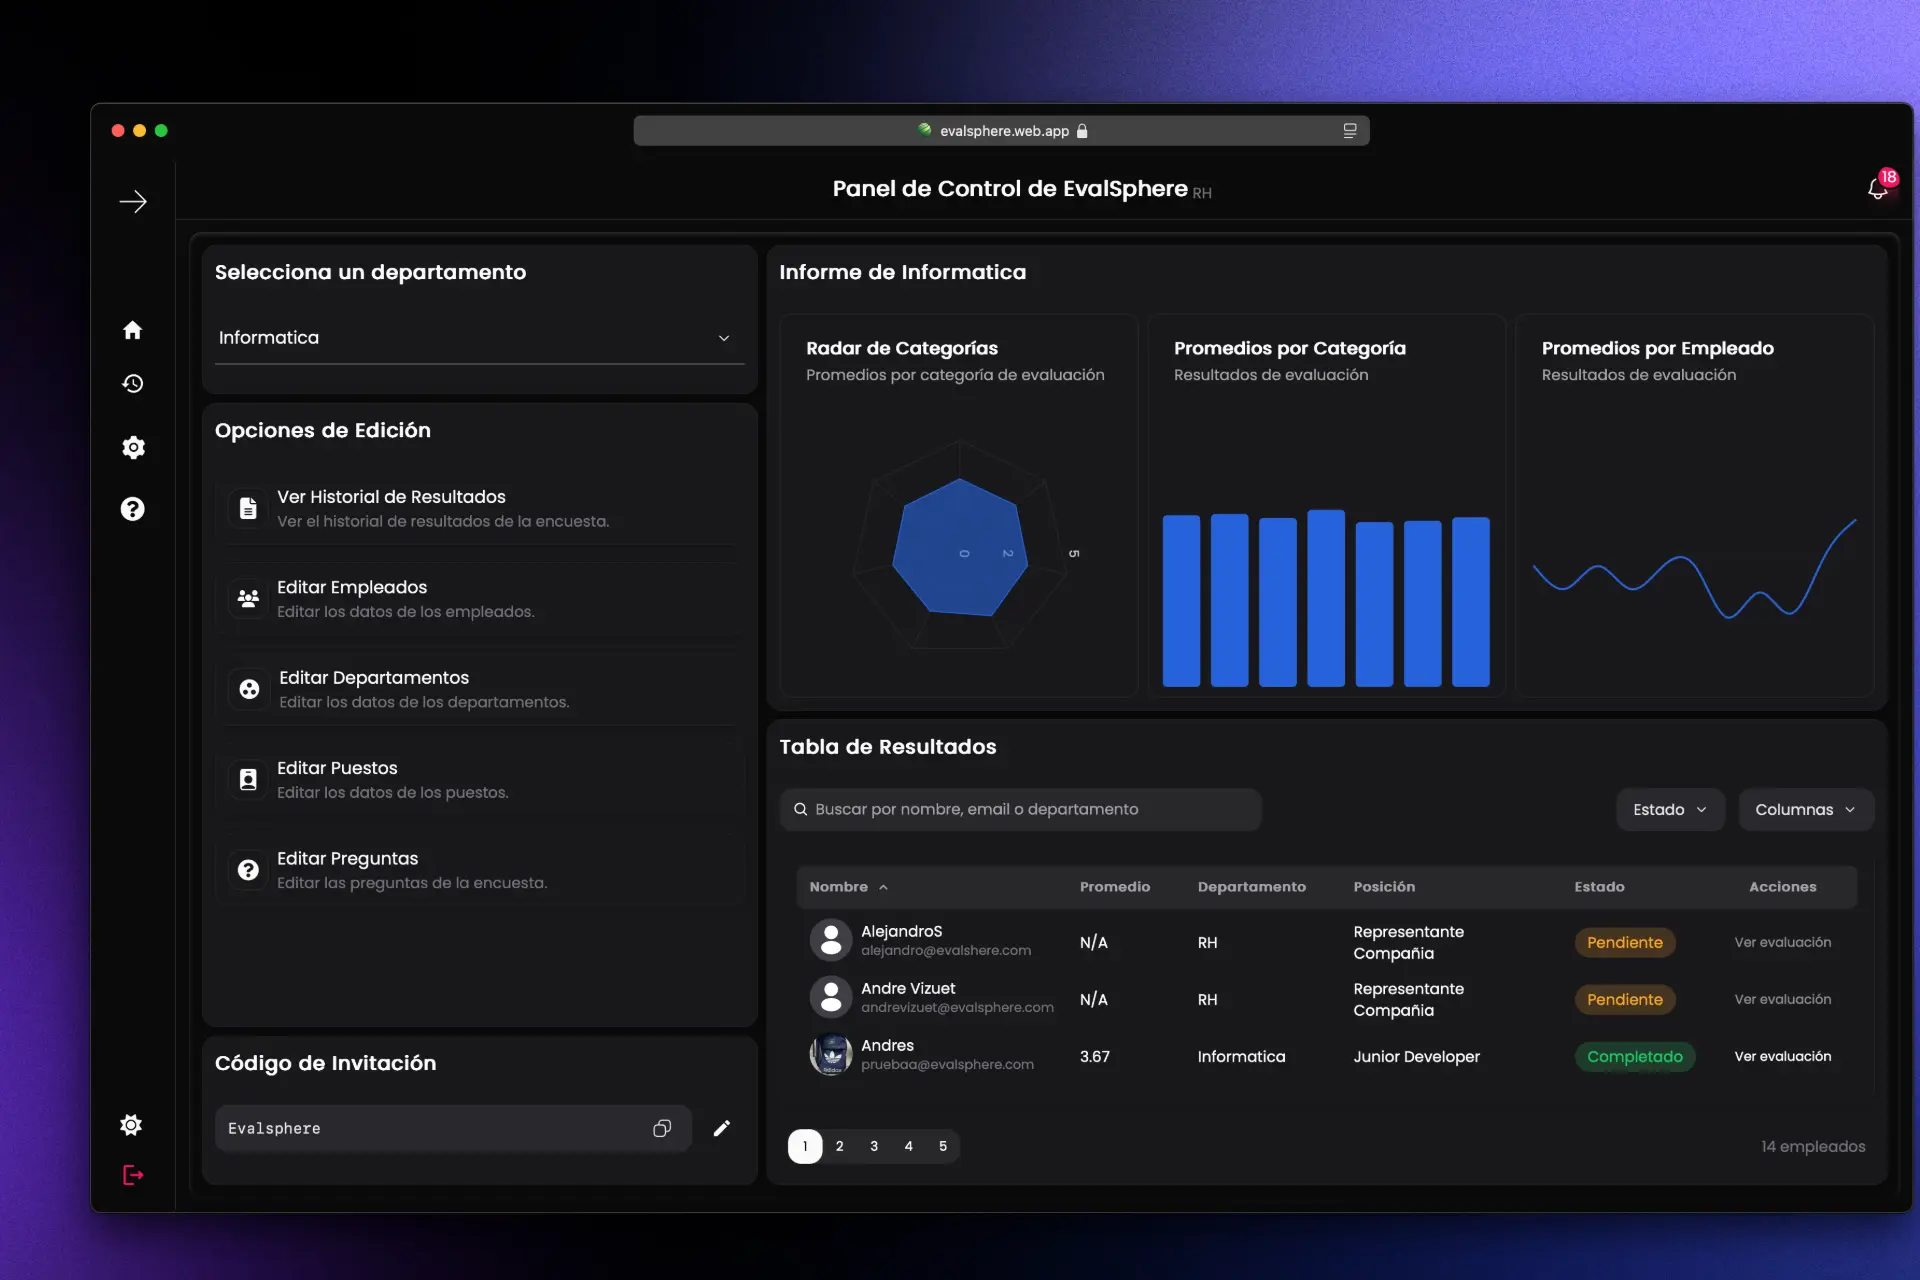 evalsphere.web.app
Panel de Control de EvalSphere RH
18
Selecciona un departamento
Informatica
Opciones de Edición
Ver Historial de Resultados
Ver el historial de resultados de la encuesta.
Editar Empleados
Editar los datos de los empleados.
Editar Departamentos
Editar los datos de los departamentos.
Editar Puestos
Editar los datos de los puestos.
Editar Preguntas
Editar las preguntas de la encuesta.
Código de Invitación
Evalsphere
Informe de Informatica
Radar de Categorías
Promedios por categoría de evaluación
0 2 5
Promedios por Categoría
Resultados de evaluación
Promedios por Empleado
Resultados de evaluación
Tabla de Resultados
Buscar por nombre, email o departamento
Estado
Columnas
Nombre Promedio Departamento Posición Estado Acciones
AlejandroS
alejandro@evalshere.com
N/A
RH
Representante
Compañia
Pendiente
Ver evaluación
Andre Vizuet
andrevizuet@evalsphere.com
N/A
RH
Representante
Compañia
Pendiente
Ver evaluación
Andres
pruebaa@evalsphere.com
3.67
Informatica
Junior Developer
Completado
Ver evaluación
1 2 3 4 5
14 empleados